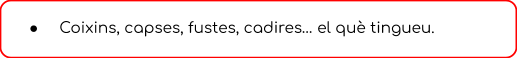 ● Coixins, capses, fustes, cadires... el què tingueu.